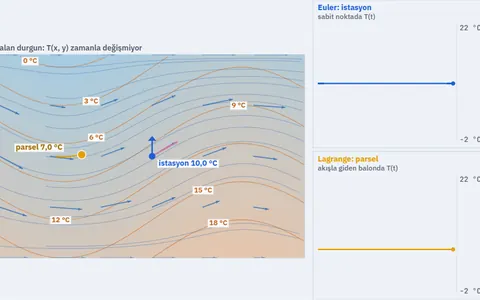 alan durgun: T(x, y) zamanla değişmiyor
0 °C
3 °C
9 °C
6 °C
parsel 7,0 °C
istasyon 10,0 °C
15 °C
12 °C
18 °C
Euler: istasyon
sabit noktada T(t)
22 °C
-2 °C
Lagrange: parsel
akışla giden balonda T(t)
22 °C
-2 °C